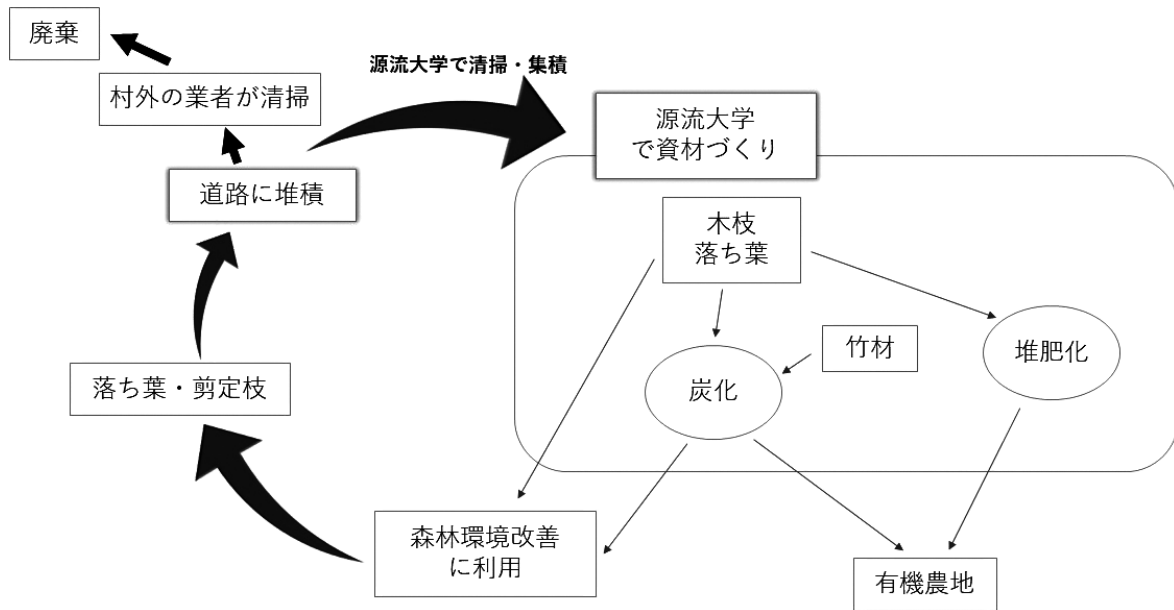 廃棄
村外の業者が清掃
源流大学で清掃・集積
源流大学
で資材づくり
道路に堆積
木枝
落ち葉
竹材
堆肥化
炭化
落ち葉・剪定枝
森林環境改善
に利用
有機農地